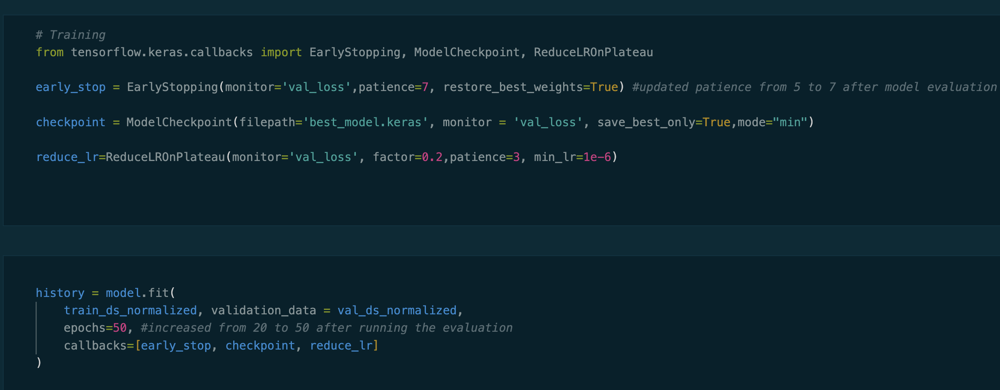 # Training
from tensorflow.keras.callbacks import EarlyStopping, ModelCheckpoint, ReduceLROnPlateau
early_stop = EarlyStopping(monitor='val_loss',patience=7, restore_best_weights=True) #updated patience from 5 to 7 after model evaluation
checkpoint = ModelCheckpoint(filepath='best_model.keras', monitor = 'val_loss', save_best_only=True,mode="min")
reduce_lr=ReduceLROnPlateau(monitor='val_loss', factor=0.2,patience=3, min_lr=1e-6)
history = model.fit(
    train_ds_normalized, validation_data = val_ds_normalized,
    epochs=50, #increased from 20 to 50 after running the evaluation
    callbacks=[early_stop, checkpoint, reduce_lr]
)